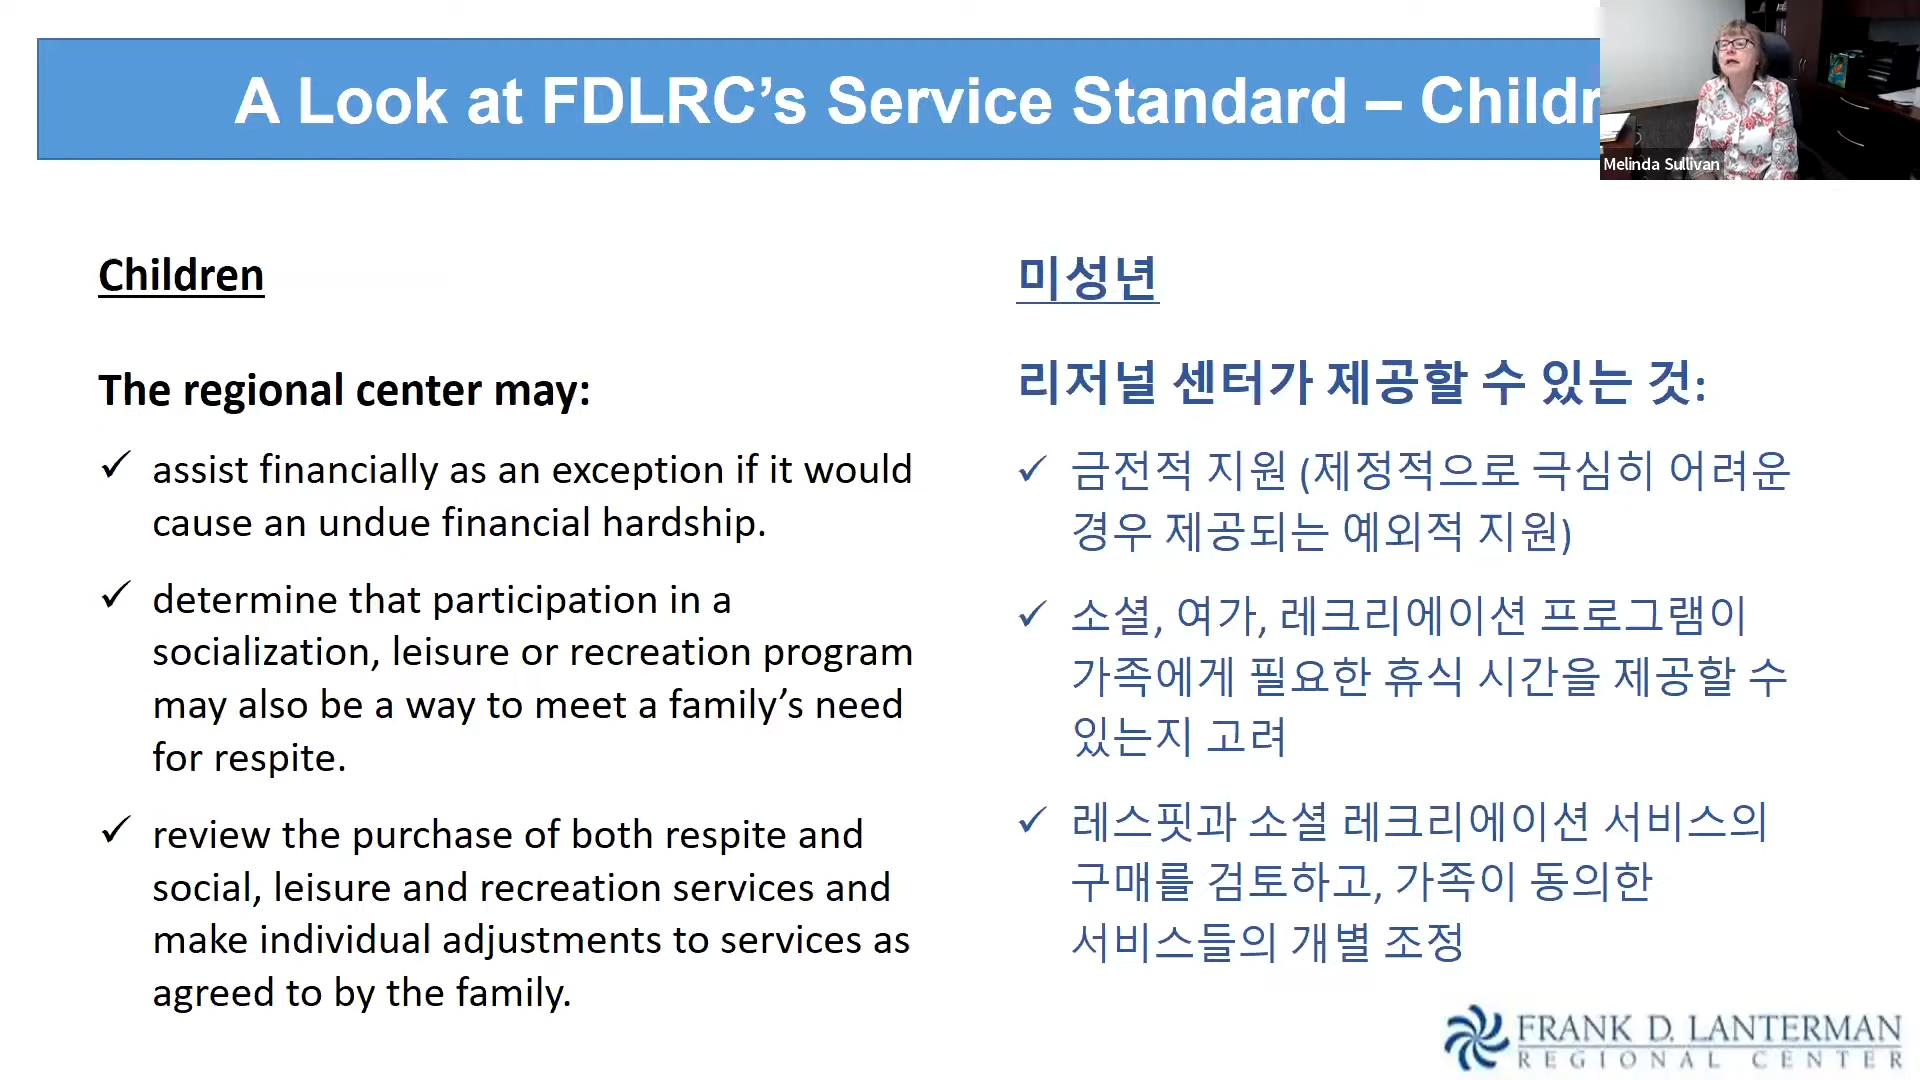 A Look at FDLRC’s Service Standard – Childr
Melinda Sullivan
Children
The regional center may:
✓ assist financially as an exception if it would
cause an undue financial hardship.
✓ determine that participation in a
socialization, leisure or recreation program
may also be a way to meet a family’s need
for respite.
✓ review the purchase of both respite and
social, leisure and recreation services and
make individual adjustments to services as
agreed to by the family.
미성년
리저널 센터가 제공할 수 있는 것:
✓ 금전적 지원 (제정적으로 극심히 어려운
경우 제공되는 예외적 지원)
✓ 소셜, 여가, 레크리에이션 프로그램이
가족에게 필요한 휴식 시간을 제공할 수
있는지 고려
✓ 레스핏과 소셜 레크리에이션 서비스의
구매를 검토하고, 가족이 동의한
서비스들의 개별 조정
FRANK D. LANTERMAN
REGIONAL CENTER